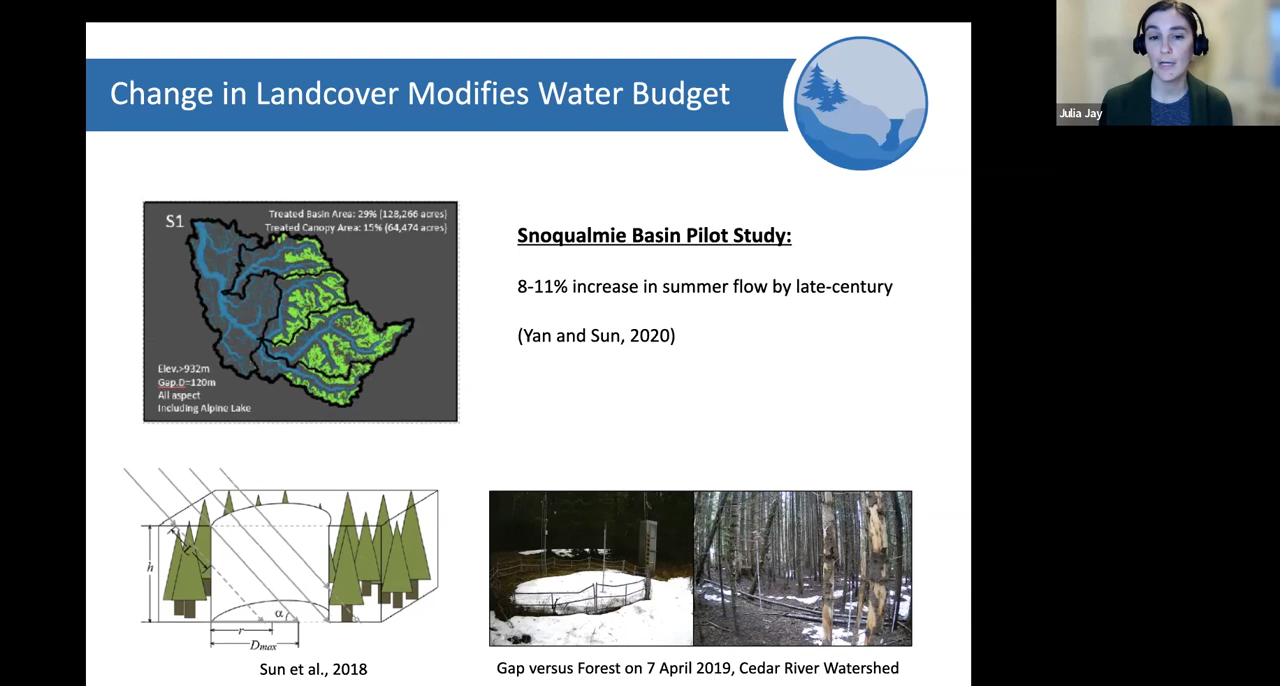 Change in Landcover Modifies Water Budget
Julia Jay
S1
Treated Basin Area: 29% (128,266 acres)
Treated Canopy Area: 15% (64,474 acres)
Elev.>932m
Gap.D=120m
All aspect
Including Alpine Lake
Snoqualmie Basin Pilot Study:
8-11% increase in summer flow by late-century
(Yan and Sun, 2020)
h
α
r
Dmax
Sun et al., 2018
Gap versus Forest on 7 April 2019, Cedar River Watershed